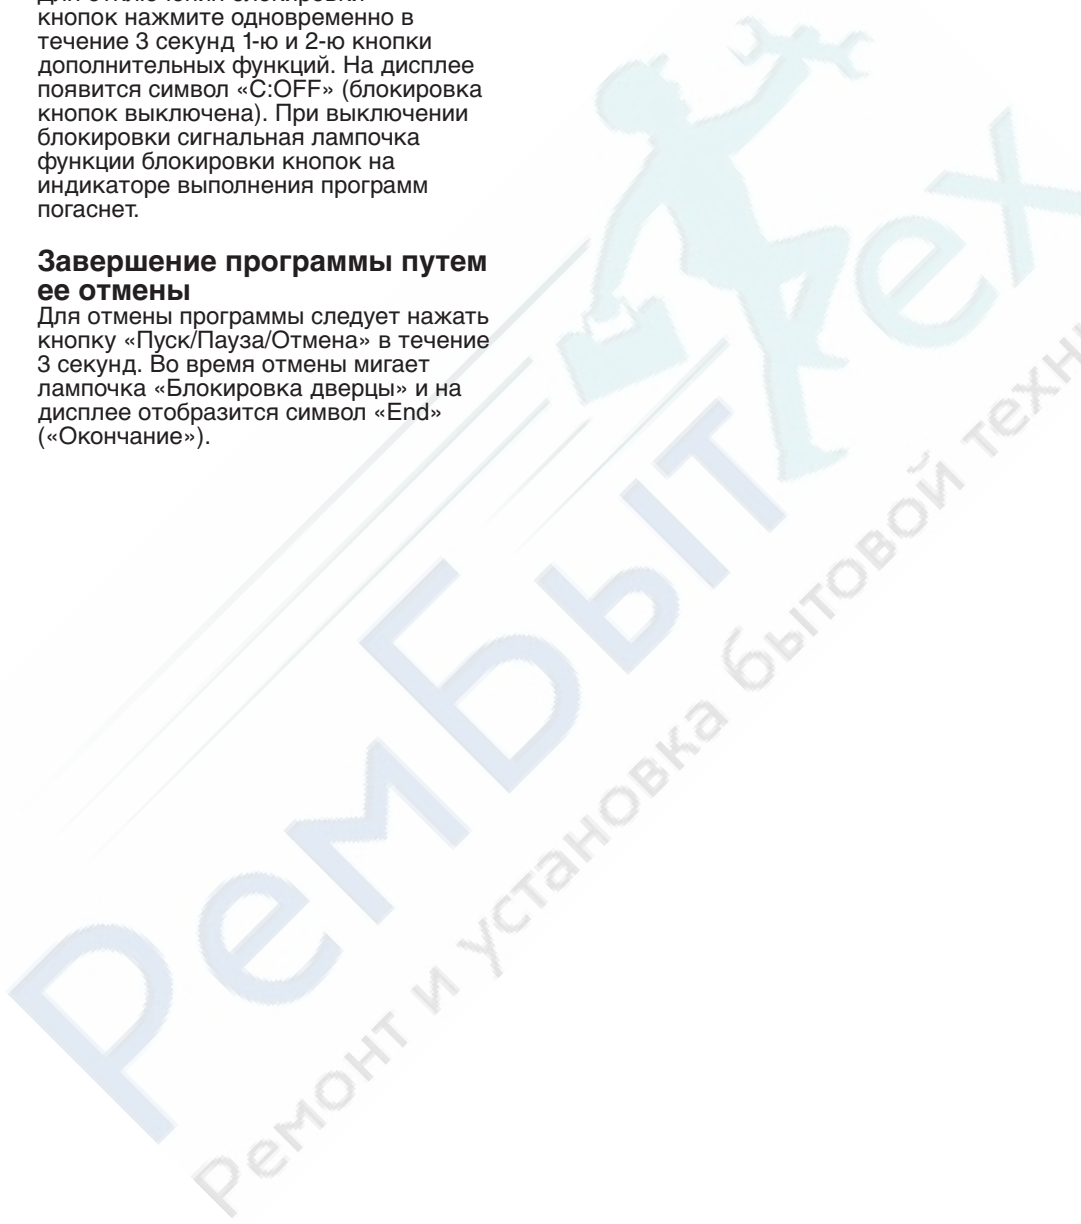 для отключения блокировки
кнопок нажмите одновременно в
течение 3 секунд 1-ю и 2-ю кнопки
дополнительных функций. На дисплее
появится символ «C:OFF» (блокировка
кнопок выключена). При выключении
блокировки сигнальная лампочка
функции блокировки кнопок на
индикаторе выполнения программ
погаснет.
Завершение программы путем
ее отмены
Для отмены программы следует нажать
кнопку «Пуск/Пауза/Отмена» в течение
3 секунд. Во время отмены мигает
лампочка «Блокировка дверцы» и на
дисплее отобразится символ «End»
(«Окончание»).
РемБытТех
Ремонт и установка бытовой